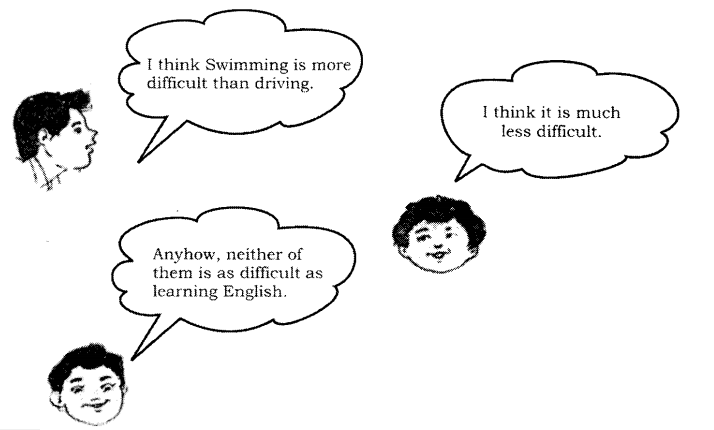 I think Swimming is more
difficult than driving.
I think it is much
less difficult.
Anyhow, neither of
them is as difficult as
learning English.